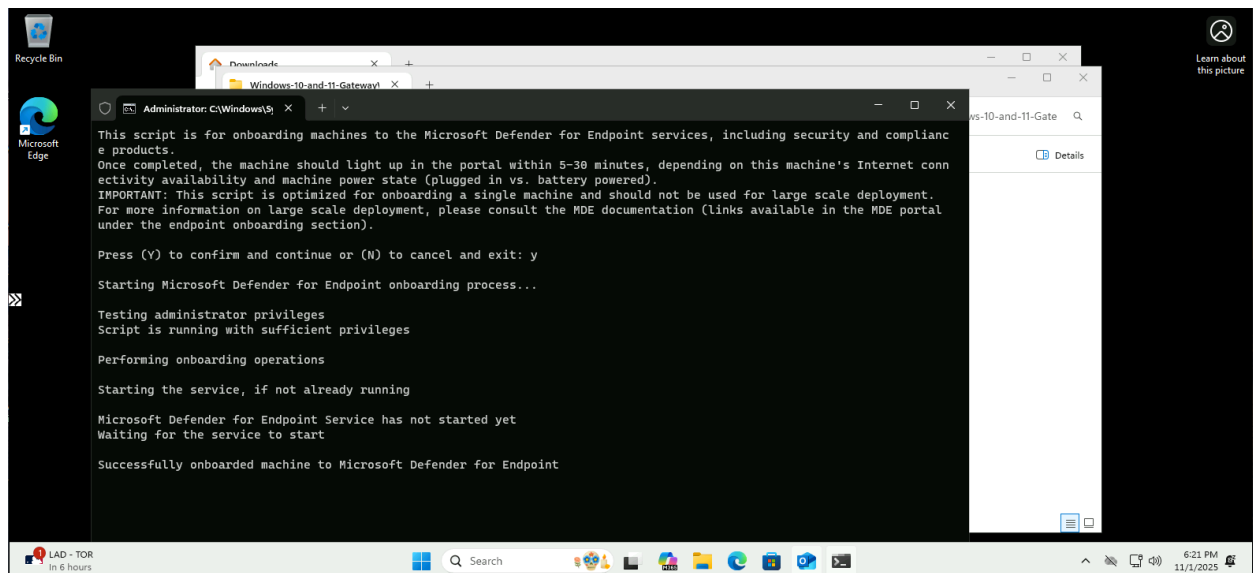 Recycle Bin
Microsoft
Edge
Learn about
this picture
Downloads
Windows-10-and-11-Gateway\
ws-10-and-11-Gate
Details
Administrator: C:\Windows\Sy
This script is for onboarding machines to the Microsoft Defender for Endpoint services, including security and complianc
e products.
Once completed, the machine should light up in the portal within 5-30 minutes, depending on this machine's Internet conn
ectivity availability and machine power state (plugged in vs. battery powered).
IMPORTANT: This script is optimized for onboarding a single machine and should not be used for large scale deployment.
For more information on large scale deployment, please consult the MDE documentation (links available in the MDE portal
under the endpoint onboarding section).
Press (Y) to confirm and continue or (N) to cancel and exit: y
Starting Microsoft Defender for Endpoint onboarding process...
Testing administrator privileges
Script is running with sufficient privileges
Performing onboarding operations
Starting the service, if not already running
Microsoft Defender for Endpoint Service has not started yet
Waiting for the service to start
Successfully onboarded machine to Microsoft Defender for Endpoint
1
LAD - TOR
In 6 hours
Search
6:21 PM
11/1/2025